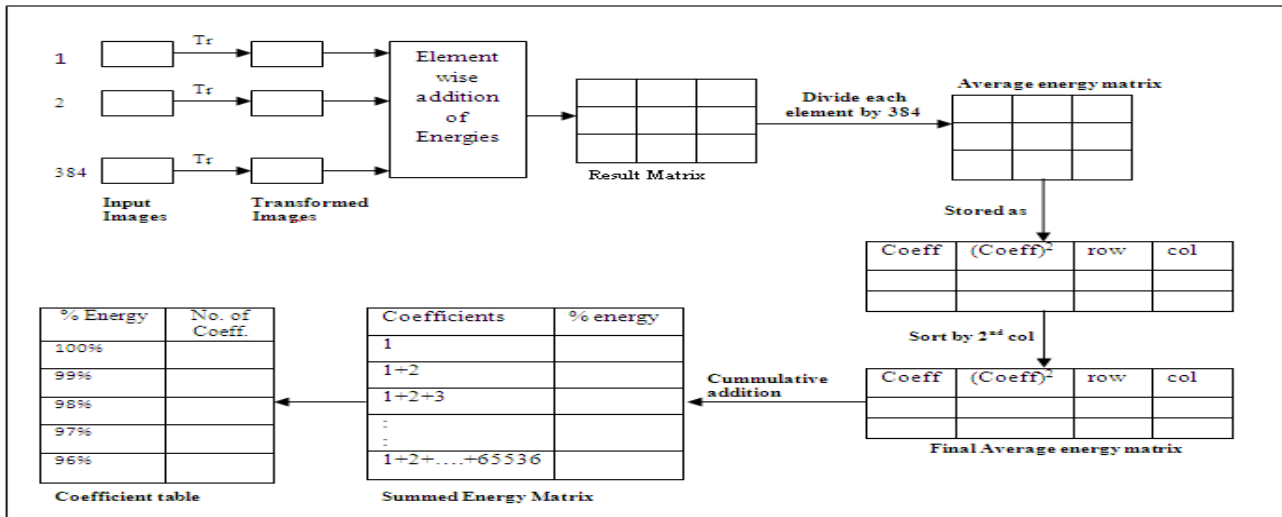 1
Tr
2
Tr
384
Tr
Input
Images
Transformed
Images
Element
wise
addition
of
Energies
Result Matrix
Divide each
element by 384
Average energy matrix
Stored as
Coeff (Coeff)² row col
Sort by 2ⁿᵈ col
Coeff (Coeff)² row col
Final Average energy matrix
Cummulative
addition
Coefficients % energy
1
1+2
1+2+3
:
:
1+2+....+65536
Summed Energy Matrix
% Energy No. of
Coeff.
100%
99%
98%
97%
96%
Coefficient table